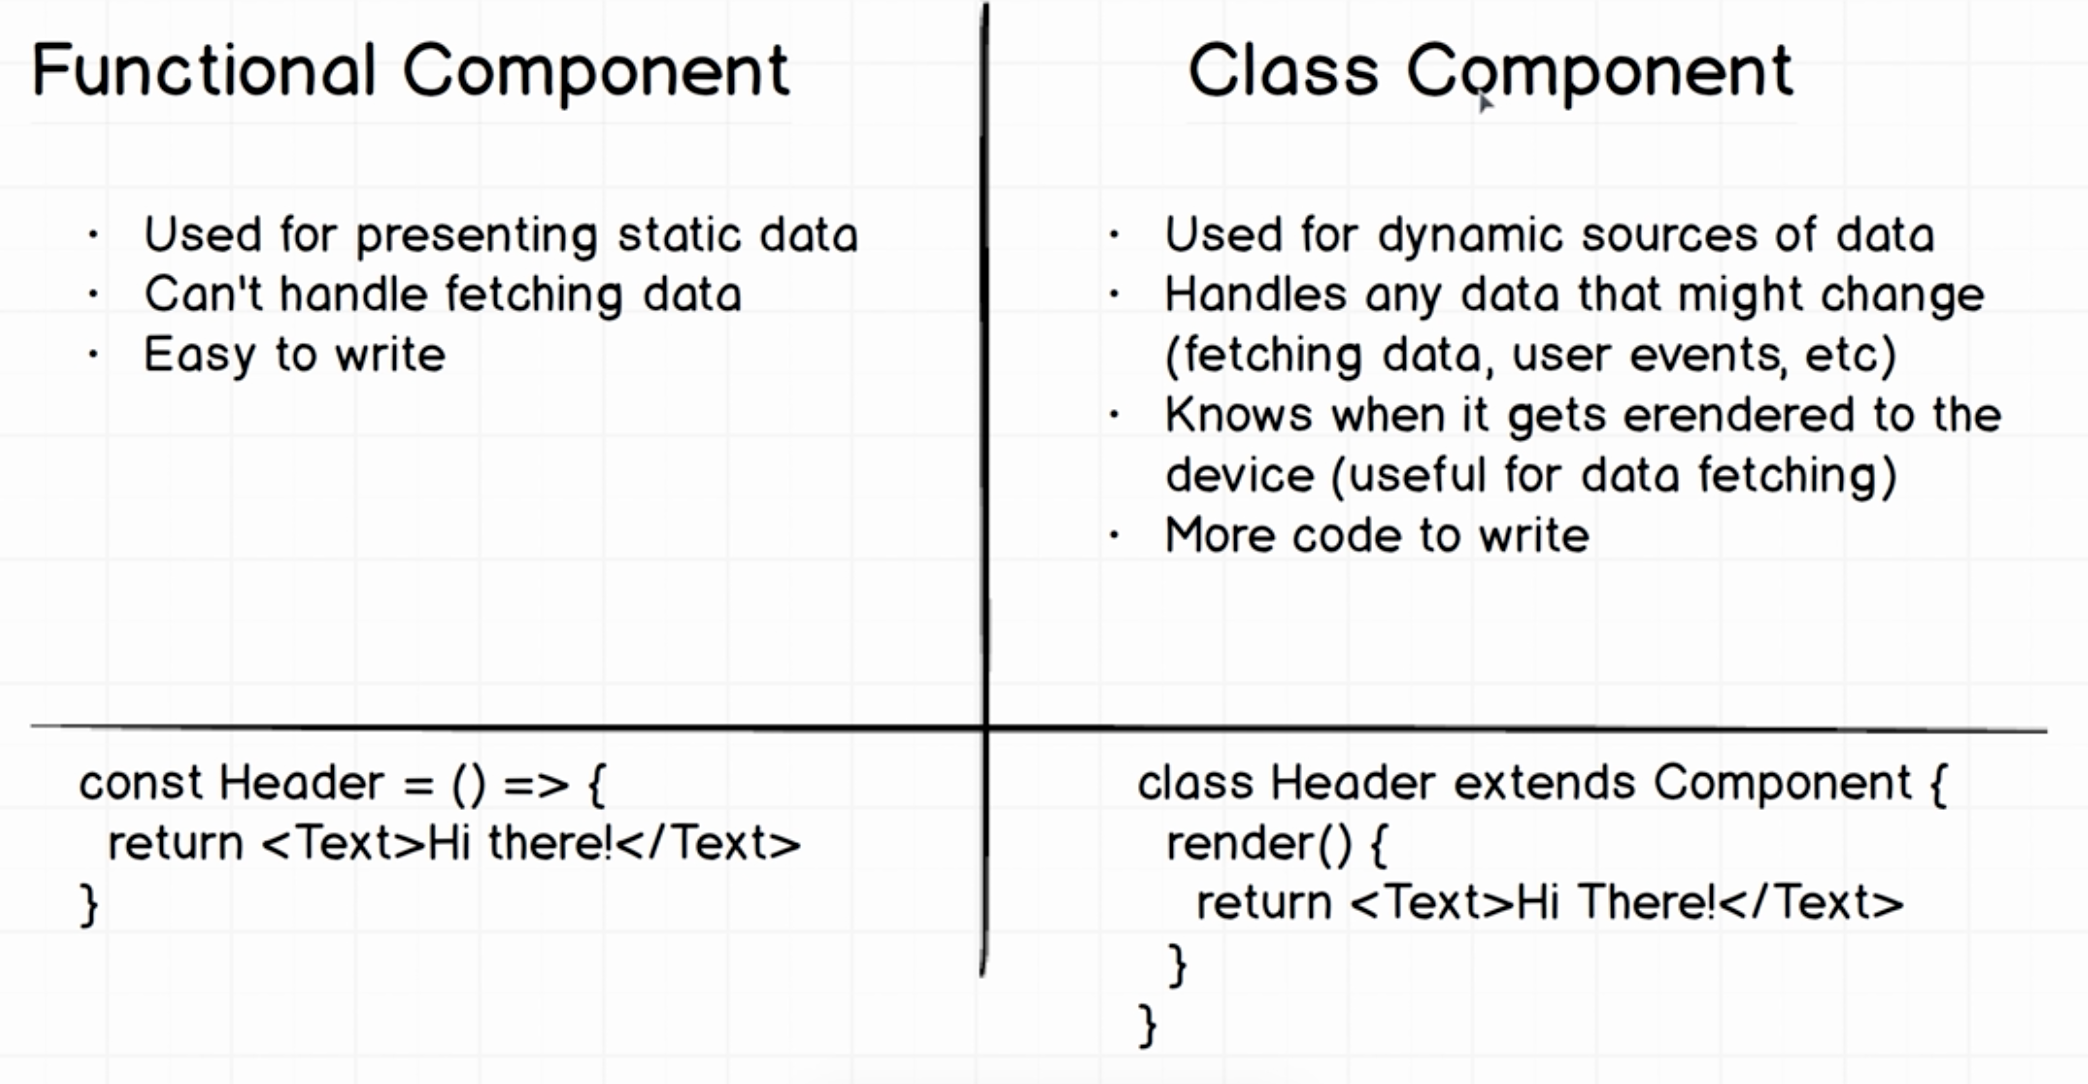 Functional Component
· Used for presenting static data
· Can't handle fetching data
· Easy to write
const Header = () => {
return <Text>Hi there!</Text>
}
Class Component
· Used for dynamic sources of data
· Handles any data that might change
(fetching data, user events, etc)
· Knows when it gets erendered to the
device (useful for data fetching)
· More code to write
class Header extends Component {
render() {
return <Text>Hi There!</Text>
}
}